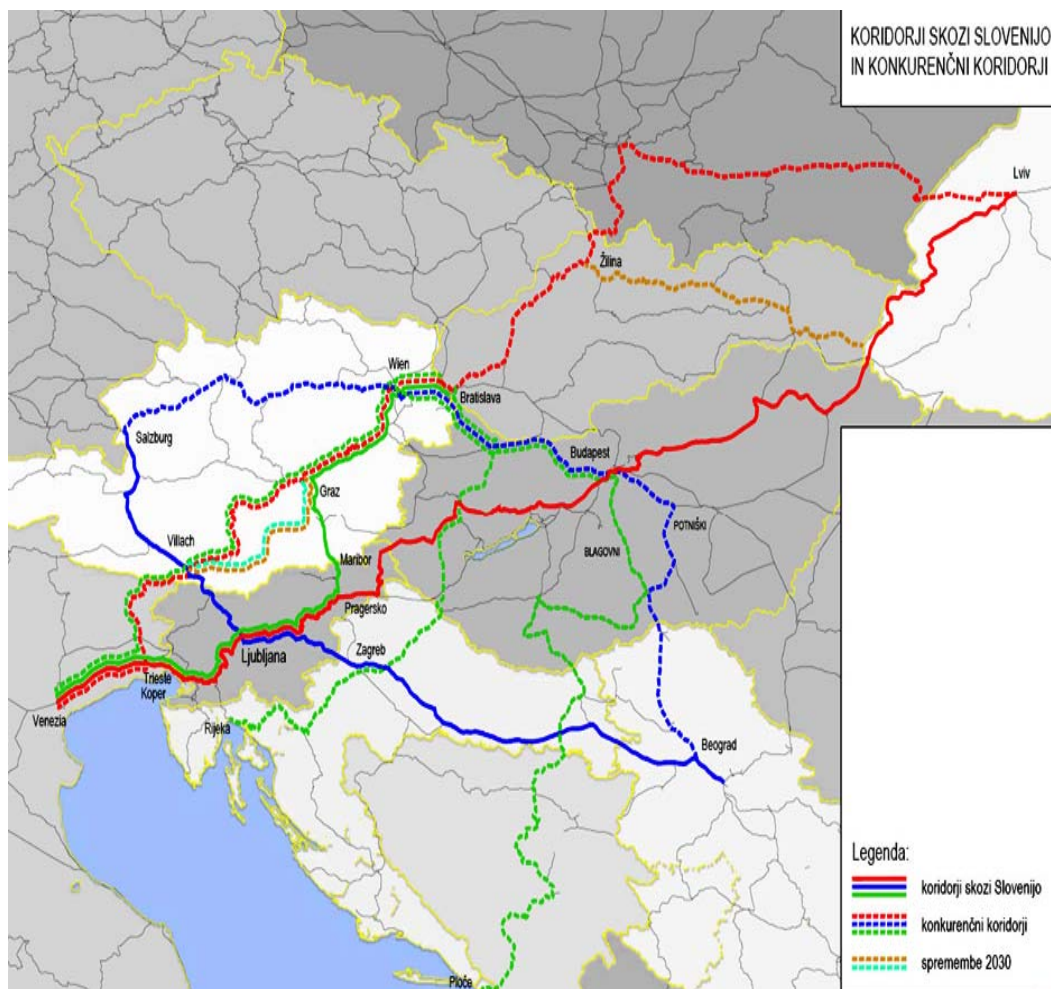 KORIDORJI SKOZI SLOVENIJO
IN KONKURENČNI KORIDORJI
Lviv
Žilina
Wien
Bratislava
Salzburg
Budapest
Graz
POTNIŠKI
Villach
BLAGOVNI
Maribor
Pragersko
Ljubljana
Zagreb
Trieste
Koper
Venezia
Rijeka
Beograd
Ploče
Legenda:
koridorji skozi Slovenijo
konkurenčni koridorji
spremembe 2030